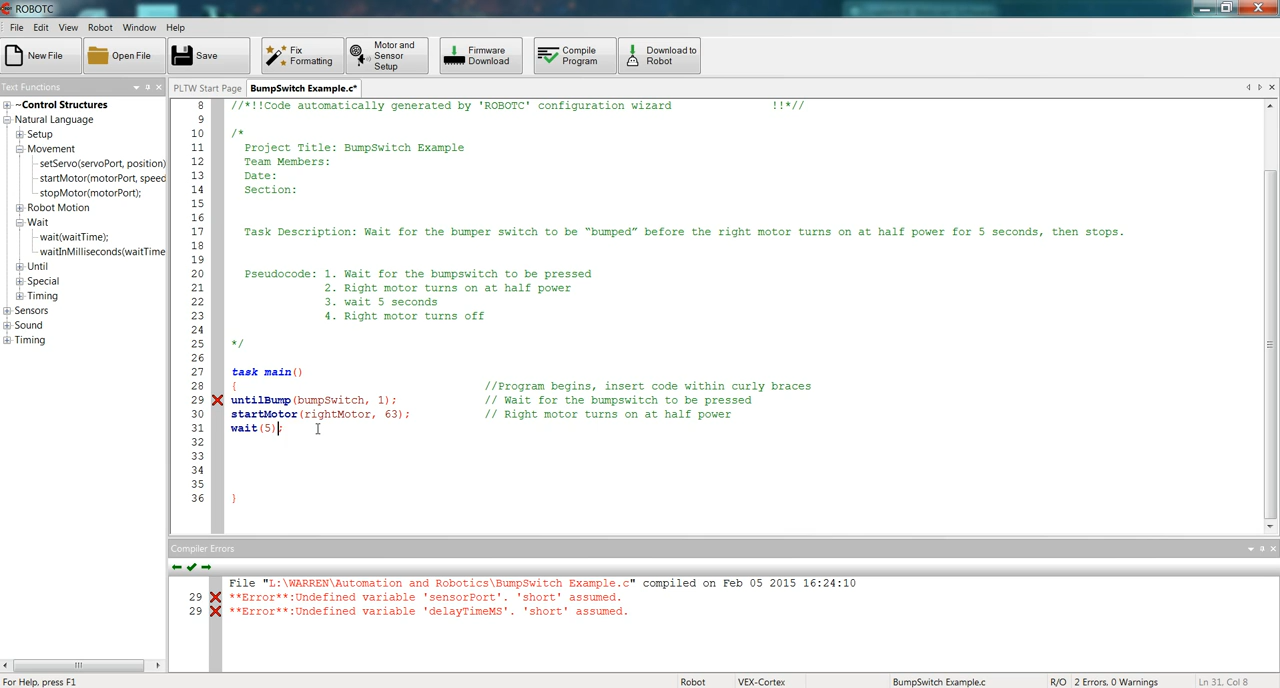 ROBOTC
File Edit View Robot Window Help
New File Open File Save Fix Formatting Motor and Sensor Setup Firmware Download Compile Program Download to Robot
Text Functions
PLTW Start Page BumpSwitch Example.c*
~Control Structures
Natural Language
Setup
Movement
setServo(servoPort, position)
startMotor(motorPort, speed
stopMotor(motorPort);
Robot Motion
Wait
wait(waitTime);
waitInMilliseconds(waitTime
Until
Special
Timing
Sensors
Sound
Timing
8 //*!!Code automatically generated by 'ROBOTC' configuration wizard !!*//
9
10 /*
11 Project Title: BumpSwitch Example
12 Team Members:
13 Date:
14 Section:
15
16
17 Task Description: Wait for the bumper switch to be “bumped” before the right motor turns on at half power for 5 seconds, then stops.
18
19
20 Pseudocode: 1. Wait for the bumpswitch to be pressed
21 2. Right motor turns on at half power
22 3. wait 5 seconds
23 4. Right motor turns off
24
25 */
26
27 task main()
28 { //Program begins, insert code within curly braces
29 untilBump(bumpSwitch, 1); // Wait for the bumpswitch to be pressed
30 startMotor(rightMotor, 63); // Right motor turns on at half power
31 wait(5);
32
33
34
35
36 }
Compiler Errors
File "L:\WARREN\Automation and Robotics\BumpSwitch Example.c" compiled on Feb 05 2015 16:24:10
29 **Error**:Undefined variable 'sensorPort'. 'short' assumed.
29 **Error**:Undefined variable 'delayTimeMS'. 'short' assumed.
For Help, press F1 Robot VEX-Cortex BumpSwitch Example.c R/O 2 Errors, 0 Warnings Ln 31, Col 8